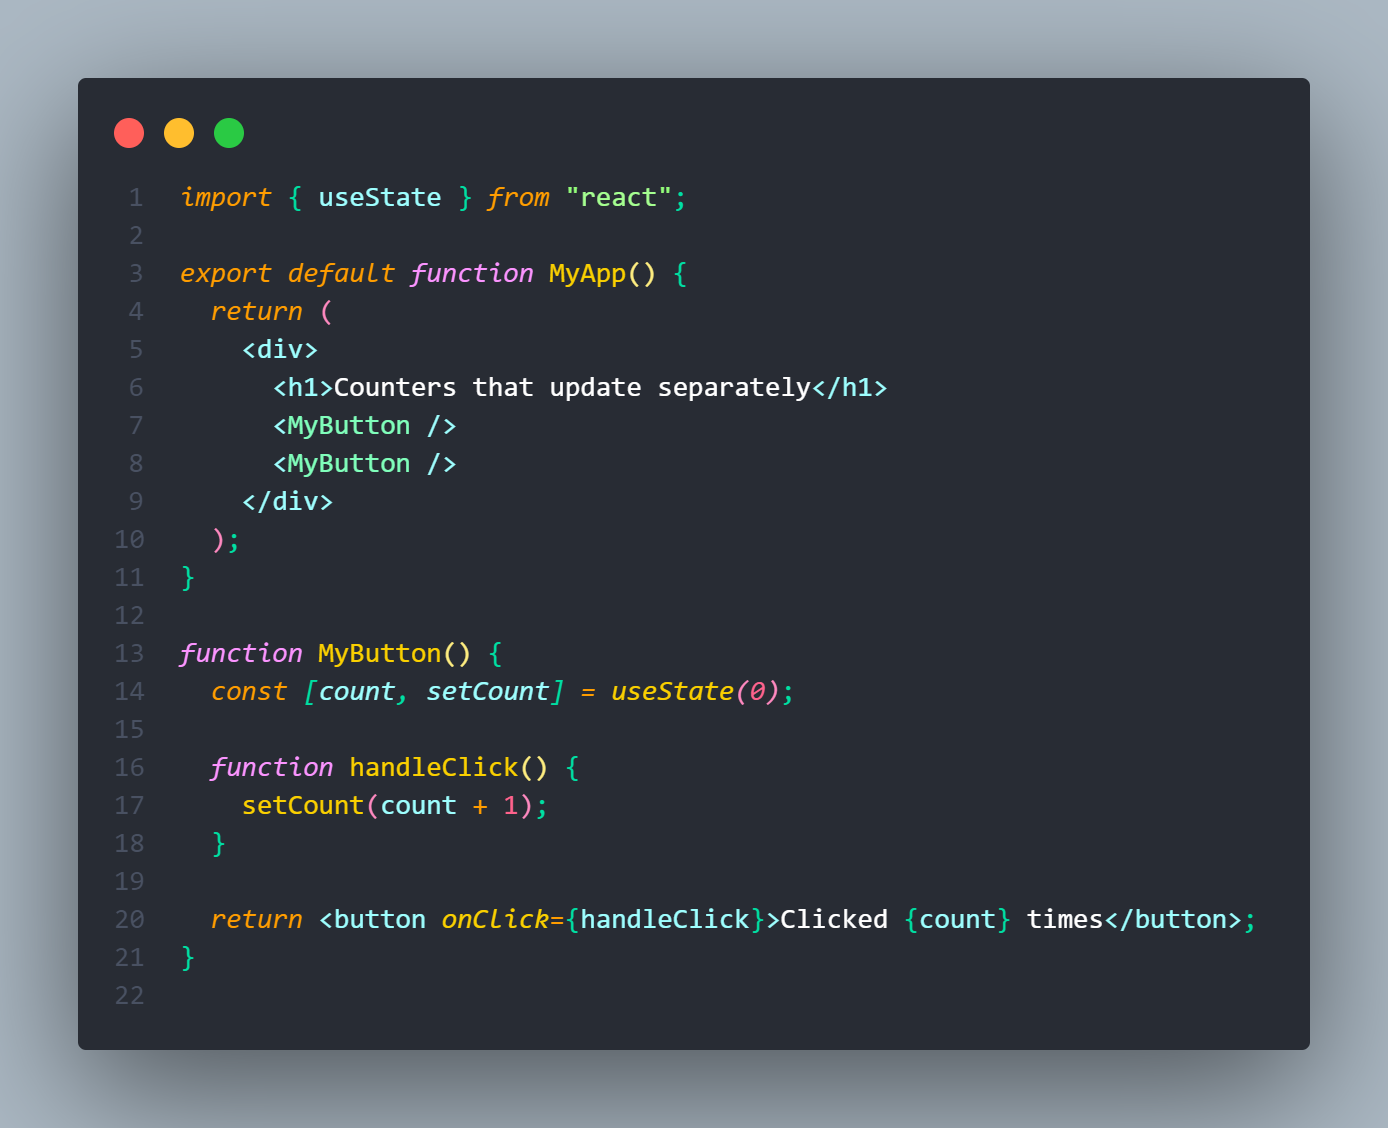 1 import { useState } from "react";
2
3 export default function MyApp() {
4   return (
5     <div>
6       <h1>Counters that update separately</h1>
7       <MyButton />
8       <MyButton />
9     </div>
10   );
11 }
12
13 function MyButton() {
14   const [count, setCount] = useState(0);
15
16   function handleClick() {
17     setCount(count + 1);
18   }
19
20   return <button onClick={handleClick}>Clicked {count} times</button>;
21 }
22